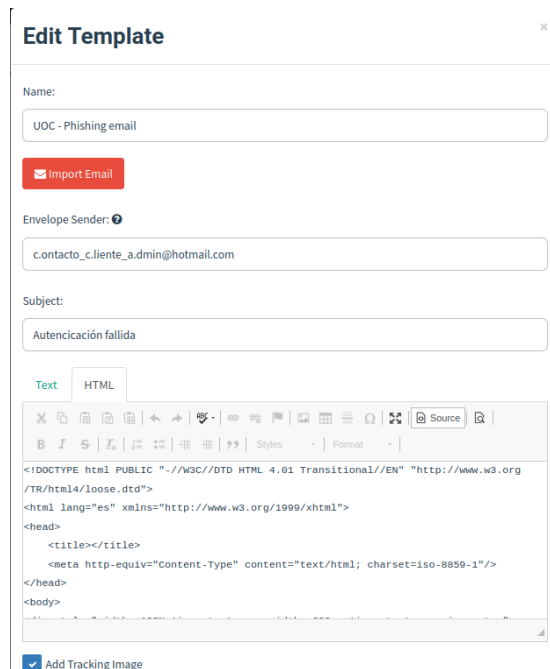 Edit Template
×
Name:
UOC - Phishing email
Import Email
Envelope Sender:
c.ontacto_c.liente_a.dmin@hotmail.com
Subject:
Autencicación fallida
Text HTML
ABC Source
B I S Ix Styles Format
<!DOCTYPE html PUBLIC "-//W3C//DTD HTML 4.01 Transitional//EN" "http://www.w3.org
/TR/html4/loose.dtd">
<html lang="es" xmlns="http://www.w3.org/1999/xhtml">
<head>
<title></title>
<meta http-equiv="Content-Type" content="text/html; charset=iso-8859-1"/>
</head>
<body>
Add Tracking Image